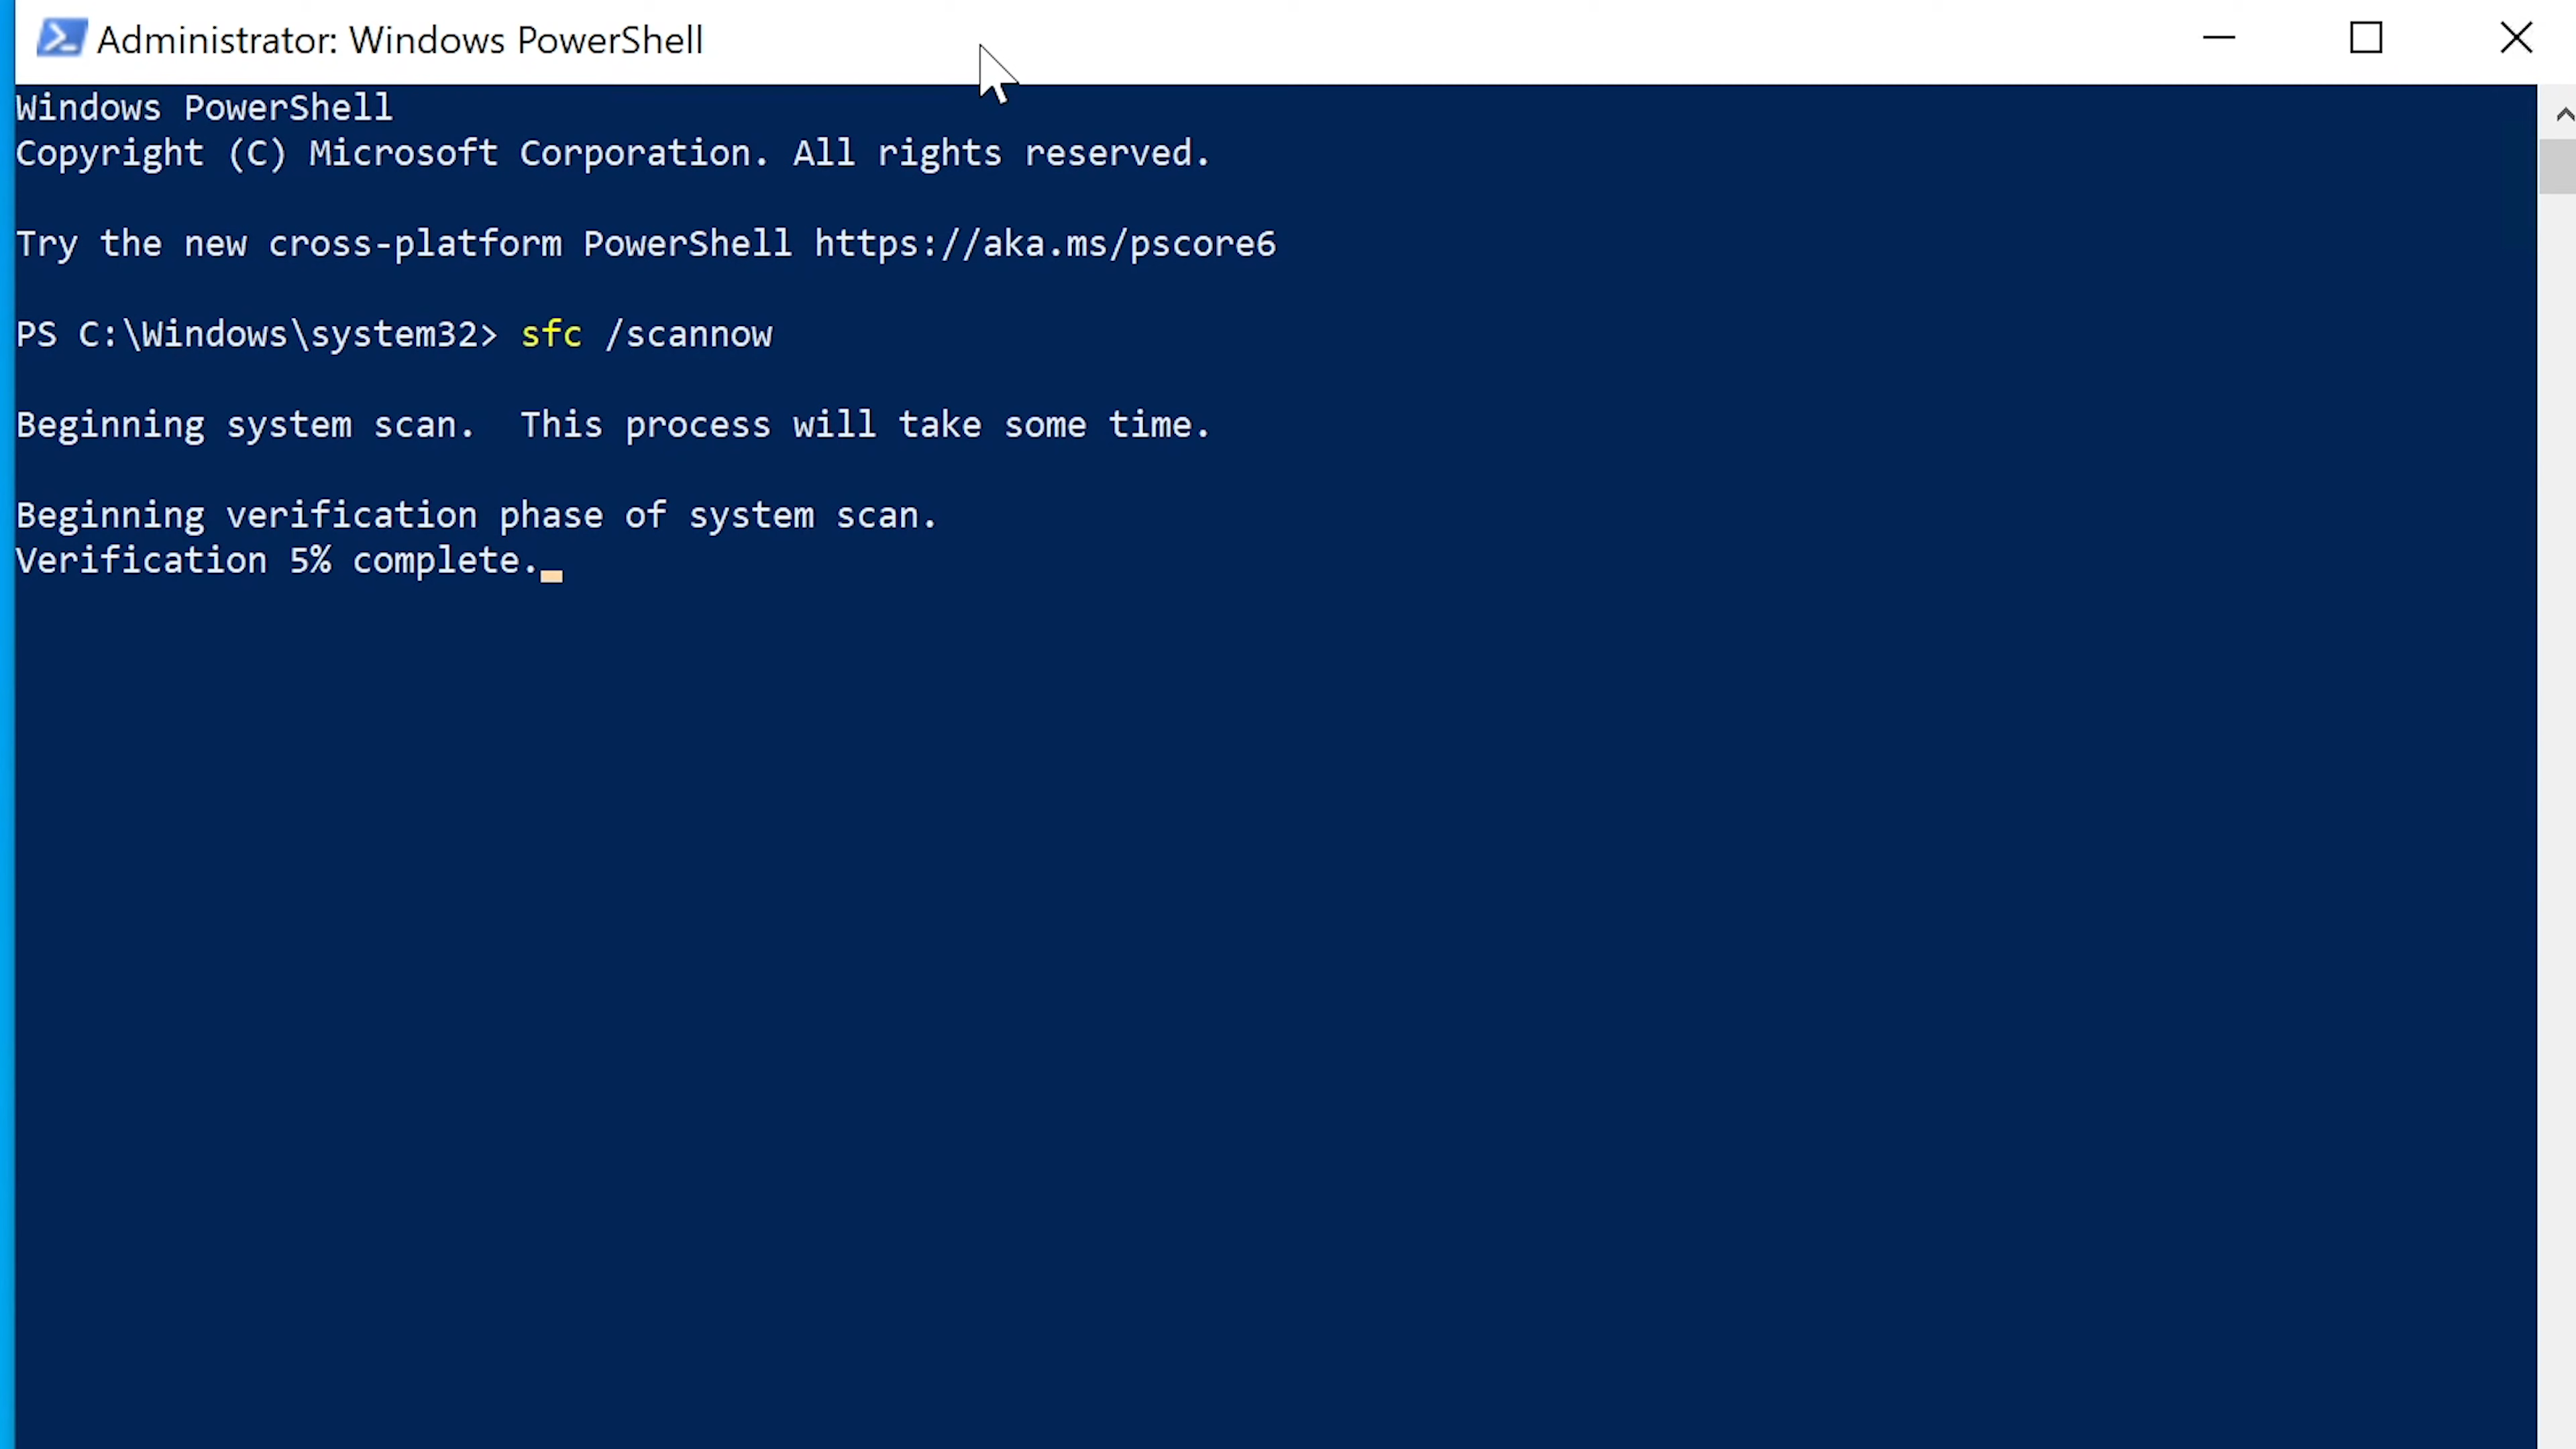 Administrator: Windows PowerShell
Windows PowerShell
Copyright (C) Microsoft Corporation. All rights reserved.
Try the new cross-platform PowerShell https://aka.ms/pscore6
PS C:\Windows\system32> sfc /scannow
Beginning system scan.  This process will take some time.
Beginning verification phase of system scan.
Verification 5% complete.